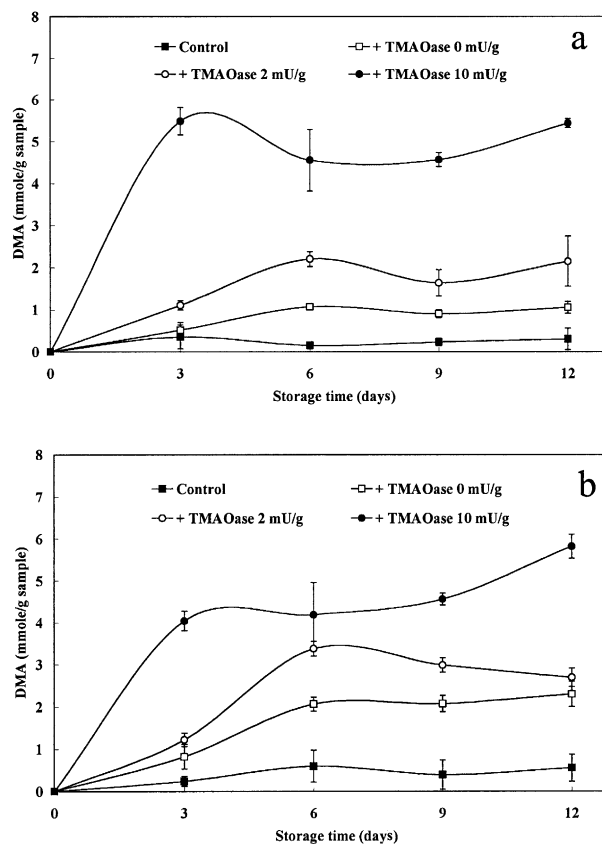 8
a
Control
+ TMAOase 0 mU/g
+ TMAOase 2 mU/g
+ TMAOase 10 mU/g
7
6
5
4
3
2
1
0
DMA (mmole/g sample)
0 3 6 9 12
Storage time (days)
8
b
Control
+ TMAOase 0 mU/g
+ TMAOase 2 mU/g
+ TMAOase 10 mU/g
7
6
5
4
3
2
1
0
DMA (mmole/g sample)
0 3 6 9 12
Storage time (days)